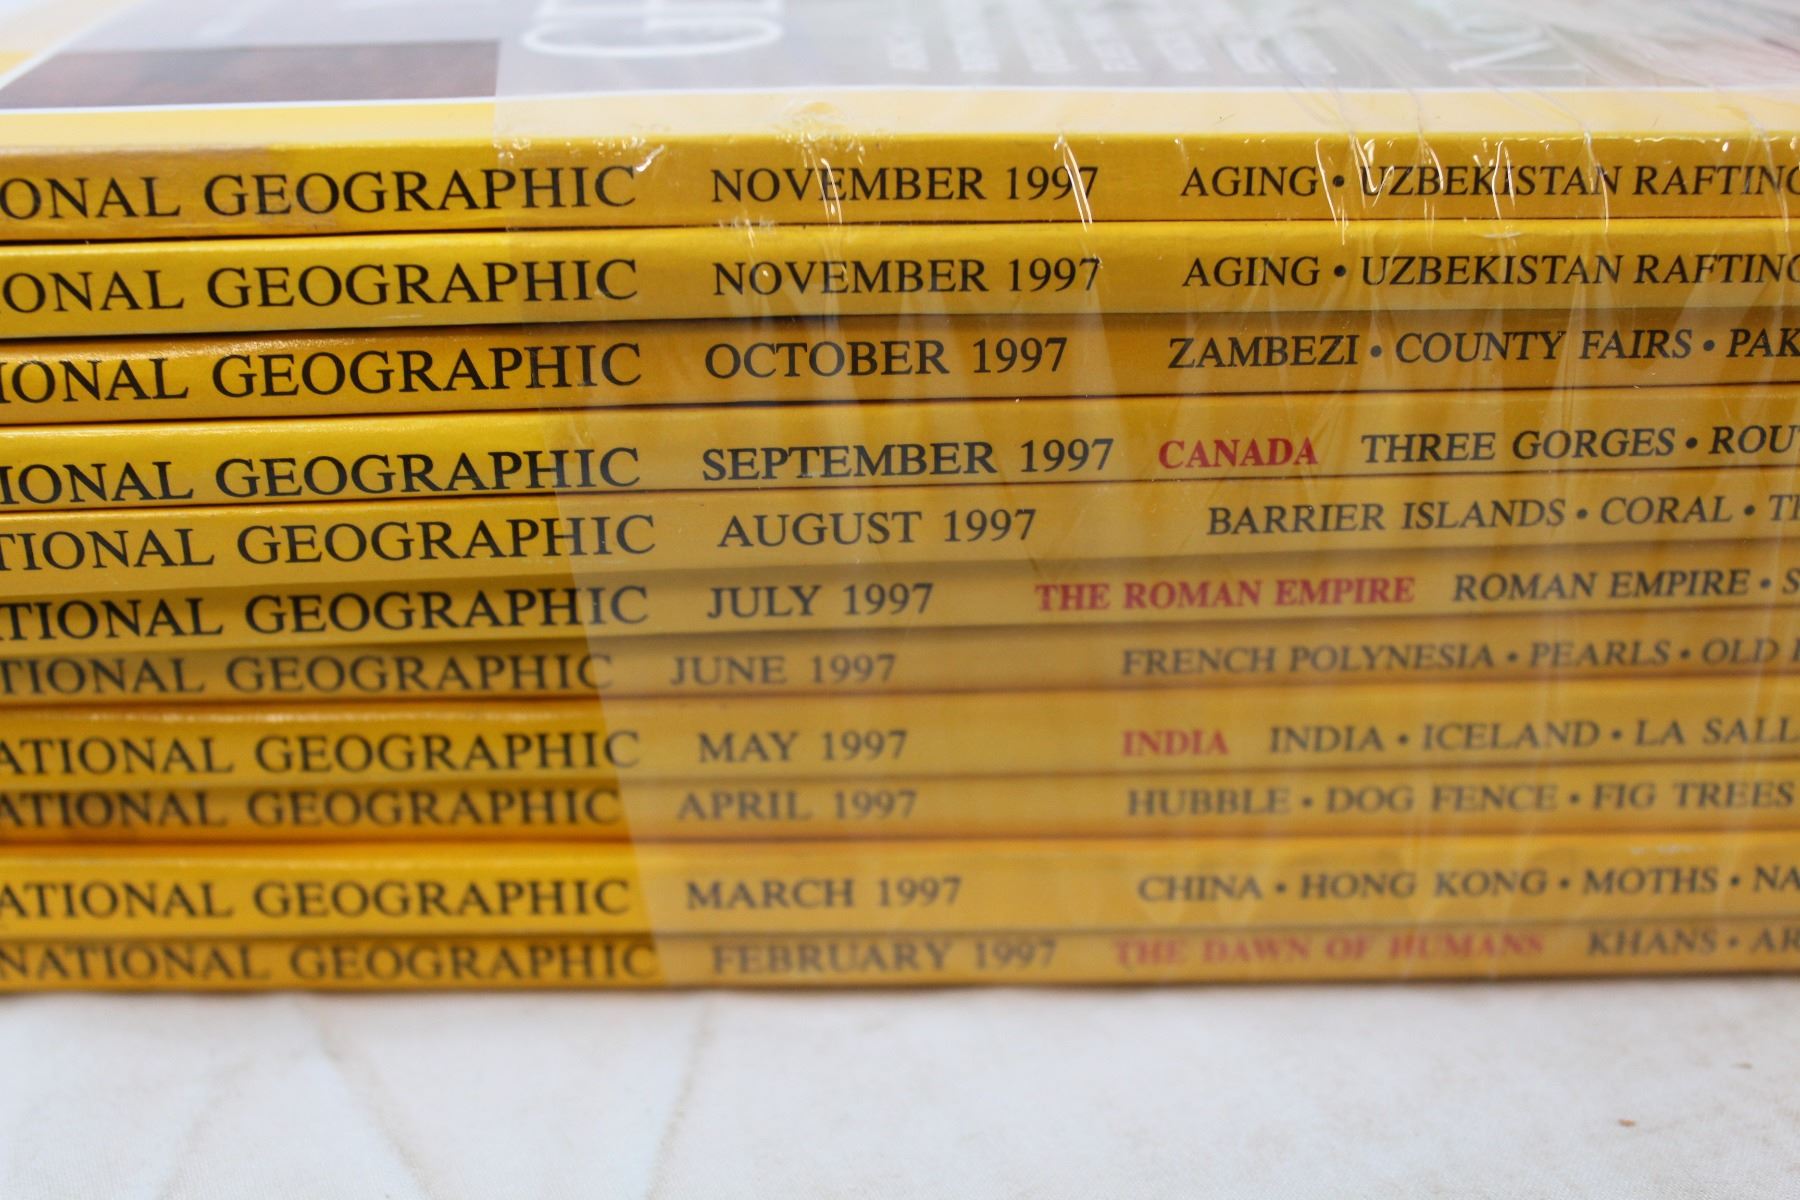 ONAL GEOGRAPHIC NOVEMBER 1997 AGING • UZBEKISTAN RAFTING
ONAL GEOGRAPHIC NOVEMBER 1997 AGING • UZBEKISTAN RAFTING
IONAL GEOGRAPHIC OCTOBER 1997 ZAMBEZI • COUNTY FAIRS • PAK
IONAL GEOGRAPHIC SEPTEMBER 1997 CANADA THREE GORGES • ROU
TIONAL GEOGRAPHIC AUGUST 1997 BARRIER ISLANDS • CORAL • TH
TIONAL GEOGRAPHIC JULY 1997 THE ROMAN EMPIRE ROMAN EMPIRE • S
TIONAL GEOGRAPHIC JUNE 1997 FRENCH POLYNESIA • PEARLS • OLD
ATIONAL GEOGRAPHIC MAY 1997 INDIA INDIA • ICELAND • LA SALL
ATIONAL GEOGRAPHIC APRIL 1997 HUBBLE • DOG FENCE • FIG TREES
ATIONAL GEOGRAPHIC MARCH 1997 CHINA • HONG KONG • MOTHS • NA
NATIONAL GEOGRAPHIC FEBRUARY 1997 THE DAWN OF HUMANS KHANS • AR